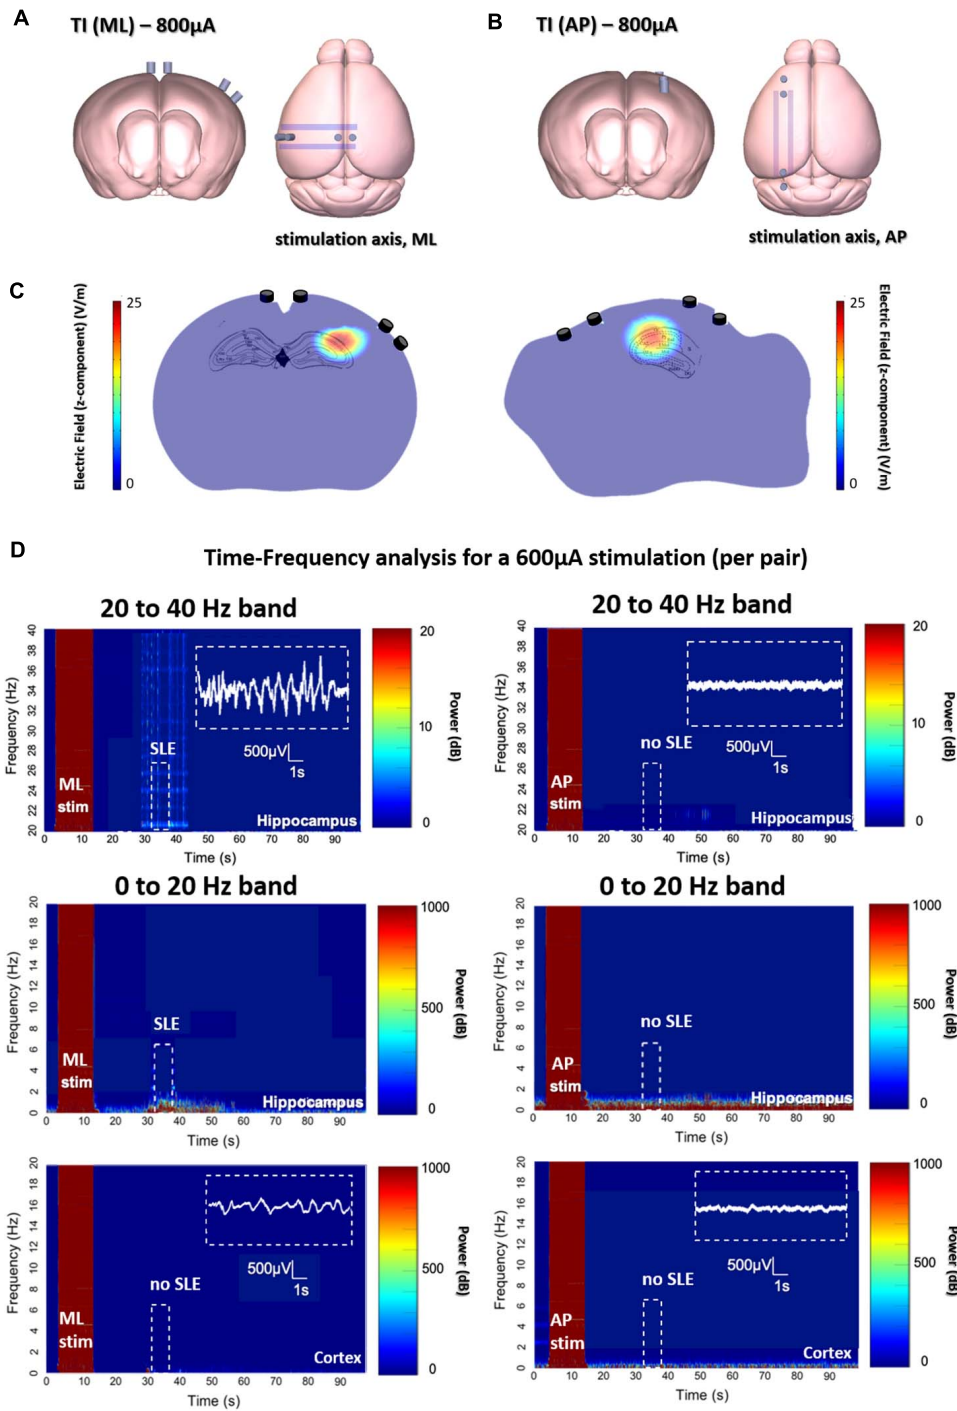 A
TI (ML) – 800µA
B
TI (AP) – 800µA
stimulation axis, ML
stimulation axis, AP
C
Electric Field (z-component) (V/m)
25
0
25
0
Electric Field (z-component) (V/m)
D
Time-Frequency analysis for a 600µA stimulation (per pair)
20 to 40 Hz band
Frequency (Hz)
40
38
36
34
32
30
28
26
24
22
20
ML
stim
SLE
500µV
1s
Hippocampus
0 10 20 30 40 50 60 70 80 90
Time (s)
20
10
0
Power (dB)
20 to 40 Hz band
Frequency (Hz)
40
38
36
34
32
30
28
26
24
22
20
AP
stim
no SLE
500µV
1s
Hippocampus
0 10 20 30 40 50 60 70 80 90
Time (s)
20
10
0
Power (dB)
0 to 20 Hz band
Frequency (Hz)
20
18
16
14
12
10
8
6
4
2
0
ML
stim
SLE
Hippocampus
0 10 20 30 40 50 60 70 80 90
Time (s)
1000
500
0
Power (dB)
0 to 20 Hz band
Frequency (Hz)
20
18
16
14
12
10
8
6
4
2
0
AP
stim
no SLE
Hippocampus
0 10 20 30 40 50 60 70 80 90
Time (s)
1000
500
0
Power (dB)
Frequency (Hz)
20
18
16
14
12
10
8
6
4
2
0
ML
stim
no SLE
500µV
1s
Cortex
0 10 20 30 40 50 60 70 80 90
Time (s)
1000
500
0
Power (dB)
Frequency (Hz)
20
18
16
14
12
10
8
6
4
2
0
AP
stim
no SLE
500µV
1s
Cortex
0 10 20 30 40 50 60 70 80 90
Time (s)
1000
500
0
Power (dB)